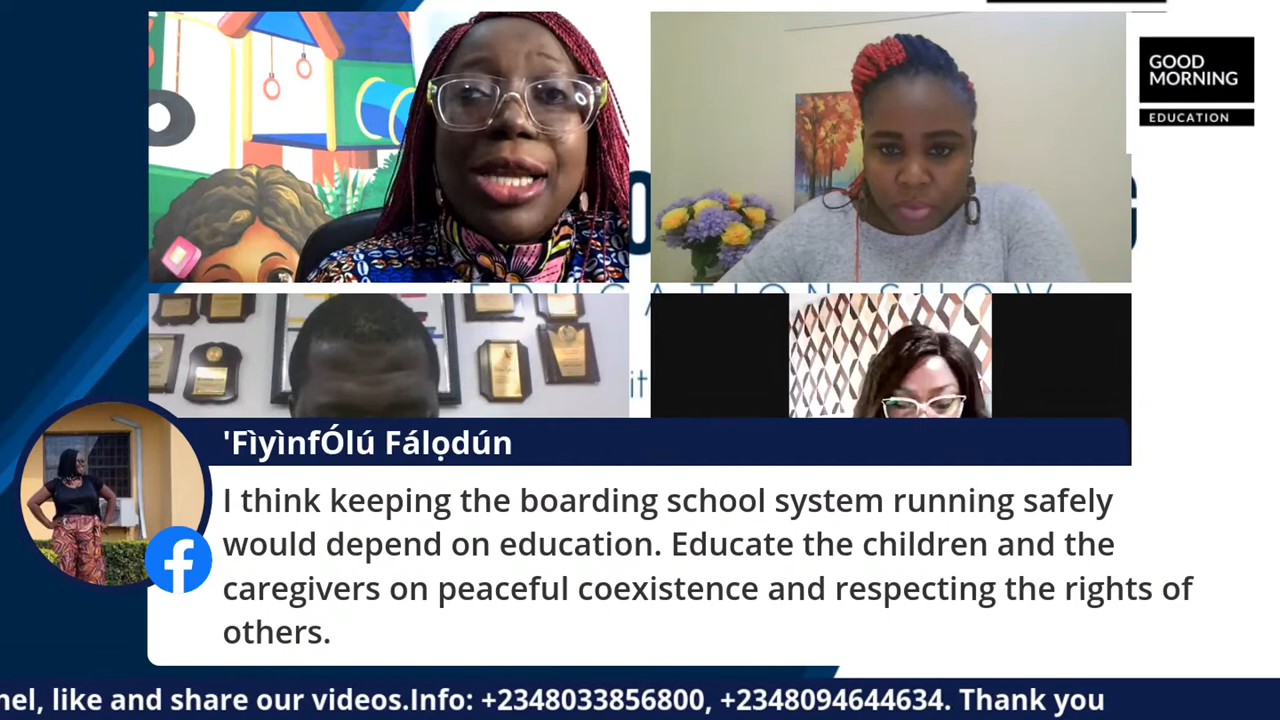 GOOD
MORNING
EDUCATION
EDUCATION SHOW
'FìyìnfÓlú Fálọdún
I think keeping the boarding school system running safely
would depend on education. Educate the children and the
caregivers on peaceful coexistence and respecting the rights of
others.
nel, like and share our videos.Info: +2348033856800, +2348094644634. Thank you